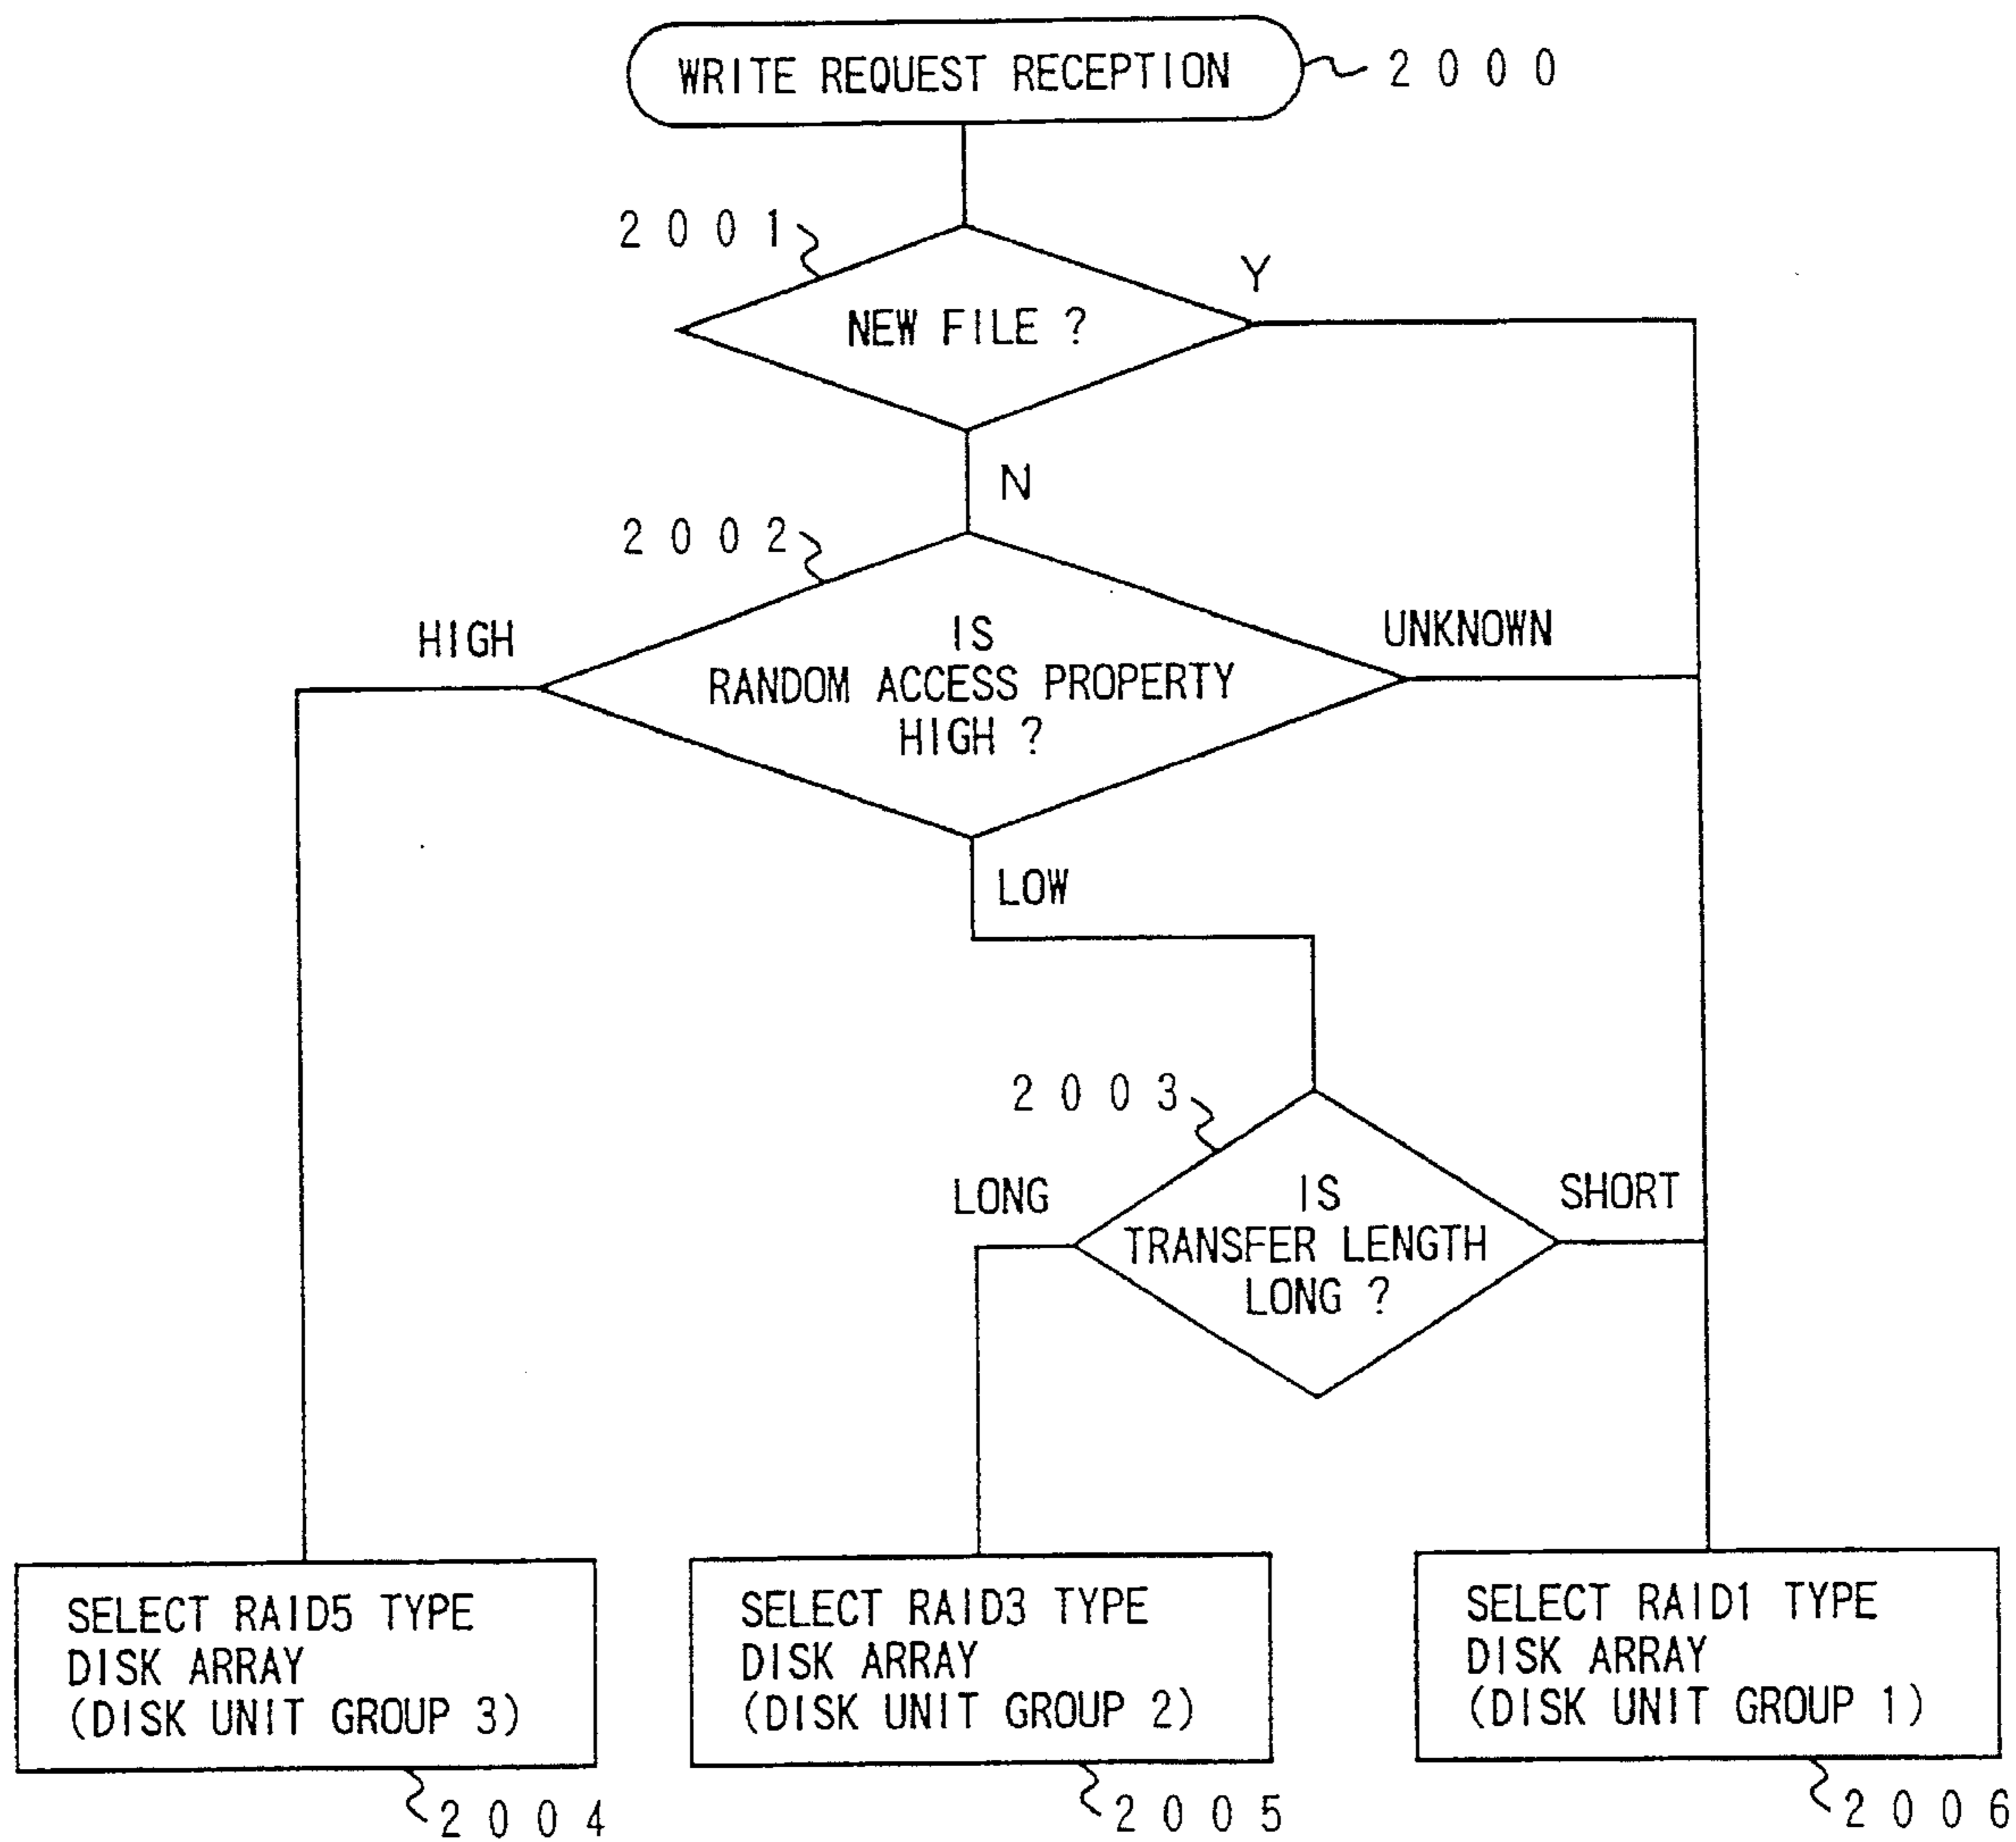 WRITE REQUEST RECEPTION
2000
2001
Y
NEW FILE ?
N
2002
HIGH
UNKNOWN
IS
RANDOM ACCESS PROPERTY
HIGH ?
LOW
2003
LONG
SHORT
IS
TRANSFER LENGTH
LONG ?
SELECT RAID5 TYPE
DISK ARRAY
(DISK UNIT GROUP 3)
2004
SELECT RAID3 TYPE
DISK ARRAY
(DISK UNIT GROUP 2)
2005
SELECT RAID1 TYPE
DISK ARRAY
(DISK UNIT GROUP 1)
2006